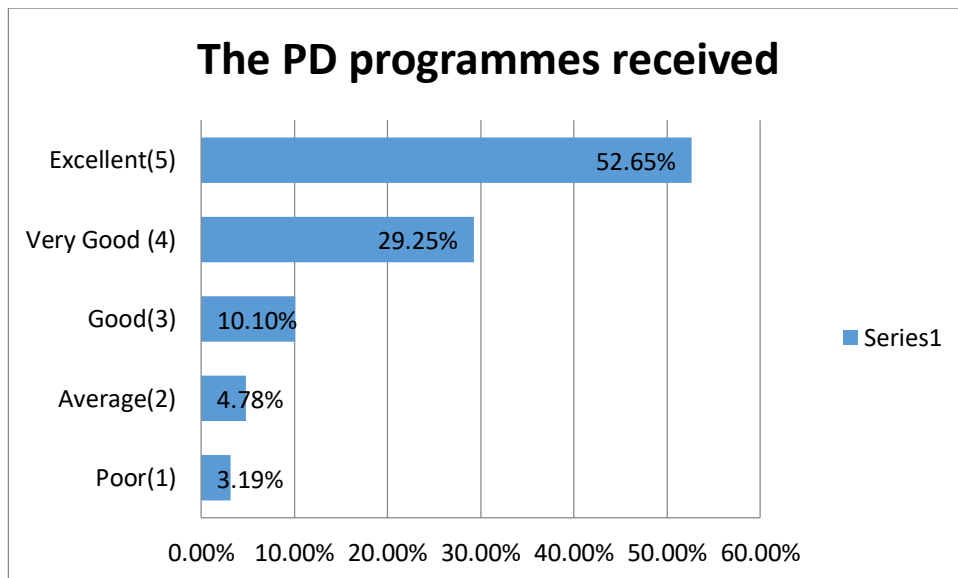 The PD programmes received
Excellent(5)
52.65%
Very Good (4)
29.25%
Good(3)
10.10%
Average(2)
4.78%
Poor(1)
3.19%
Series1
0.00% 10.00% 20.00% 30.00% 40.00% 50.00% 60.00%